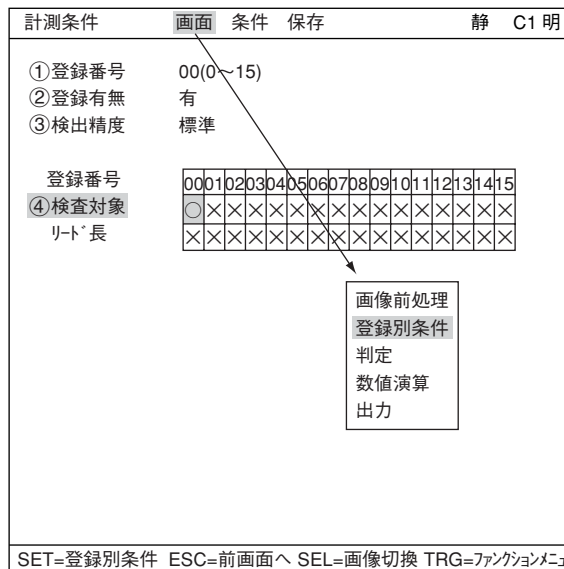 計測条件 画面 条件 保存 静 C1 明
①登録番号 00(0～15)
②登録有無 有
③検出精度 標準
登録番号 00 01 02 03 04 05 06 07 08 09 10 11 12 13 14 15
④検査対象 ○ × × × × × × × × × × × × × × ×
ﾘｰﾄﾞ長 × × × × × × × × × × × × × × × ×
画像前処理
登録別条件
判定
数値演算
出力
SET=登録別条件 ESC=前画面へ SEL=画像切換 TRG=ﾌｧﾝｸｼｮﾝﾒﾆｭ